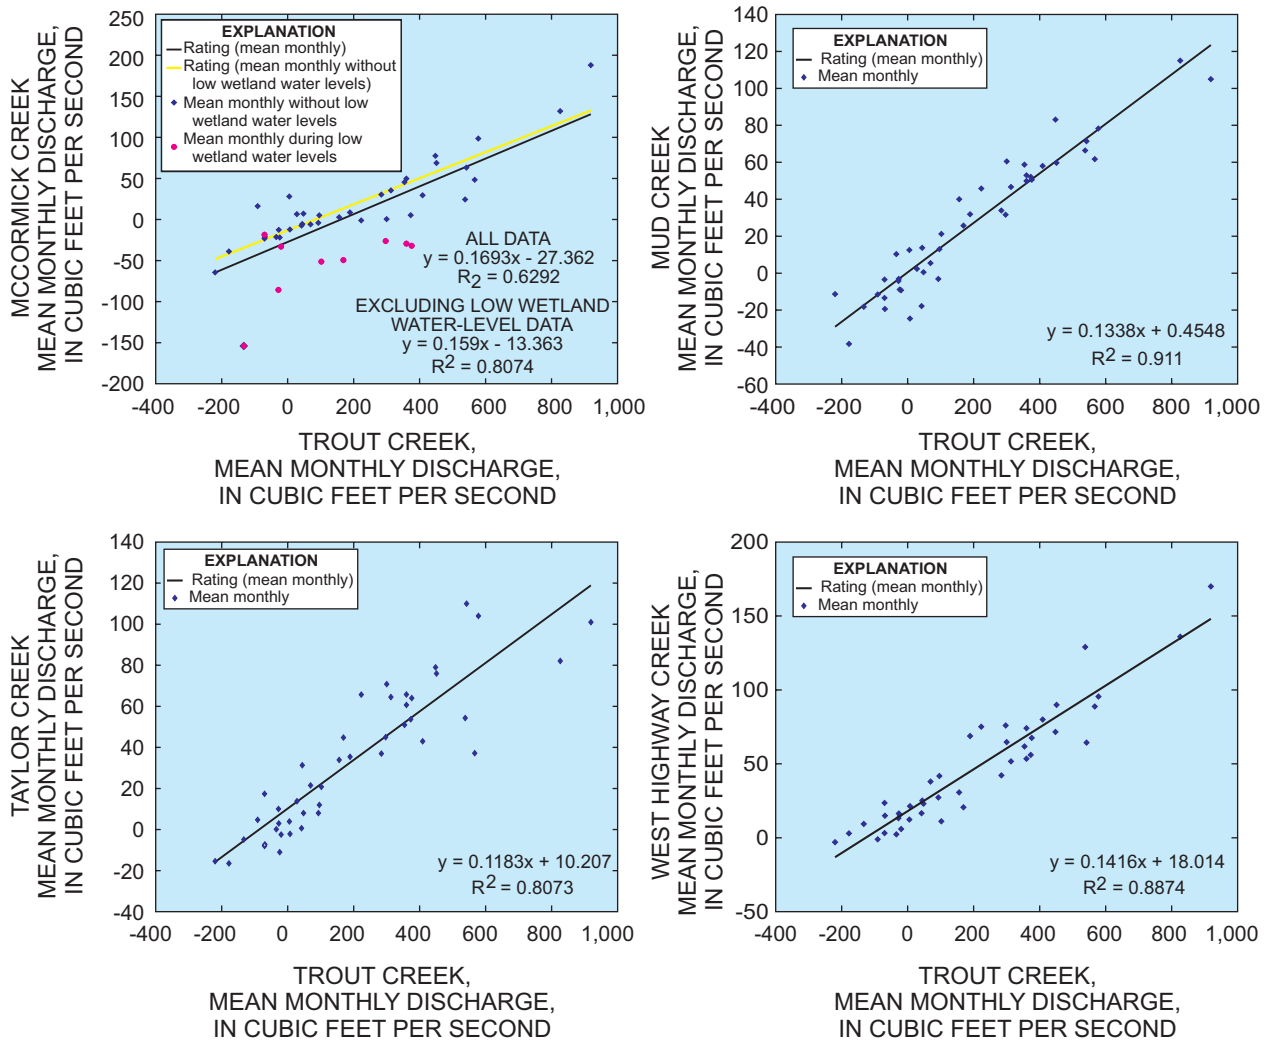 MCCORMICK CREEK
MEAN MONTHLY DISCHARGE,
IN CUBIC FEET PER SECOND
250
200
150
100
50
0
-50
-100
-150
-200
EXPLANATION
Rating (mean monthly)
Rating (mean monthly without
low wetland water levels)
Mean monthly without low
wetland water levels
Mean monthly during low
wetland water levels
ALL DATA
y = 0.1693x - 27.362
R2 = 0.6292
EXCLUDING LOW WETLAND
WATER-LEVEL DATA
y = 0.159x - 13.363
R2 = 0.8074
-400 -200 0 200 400 600 800 1,000
TROUT CREEK,
MEAN MONTHLY DISCHARGE,
IN CUBIC FEET PER SECOND
MUD CREEK
MEAN MONTHLY DISCHARGE,
IN CUBIC FEET PER SECOND
140
120
100
80
60
40
20
0
-20
-40
-60
EXPLANATION
Rating (mean monthly)
Mean monthly
y = 0.1338x + 0.4548
R2 = 0.911
-400 -200 0 200 400 600 800 1,000
TROUT CREEK,
MEAN MONTHLY DISCHARGE,
IN CUBIC FEET PER SECOND
TAYLOR CREEK
MEAN MONTHLY DISCHARGE,
IN CUBIC FEET PER SECOND
140
120
100
80
60
40
20
0
-20
-40
EXPLANATION
Rating (mean monthly)
Mean monthly
y = 0.1183x + 10.207
R2 = 0.8073
-400 -200 0 200 400 600 800 1,000
TROUT CREEK,
MEAN MONTHLY DISCHARGE,
IN CUBIC FEET PER SECOND
WEST HIGHWAY CREEK
MEAN MONTHLY DISCHARGE,
IN CUBIC FEET PER SECOND
200
150
100
50
0
-50
EXPLANATION
Rating (mean monthly)
Mean monthly
y = 0.1416x + 18.014
R2 = 0.8874
-400 -200 0 200 400 600 800 1,000
TROUT CREEK,
MEAN MONTHLY DISCHARGE,
IN CUBIC FEET PER SECOND